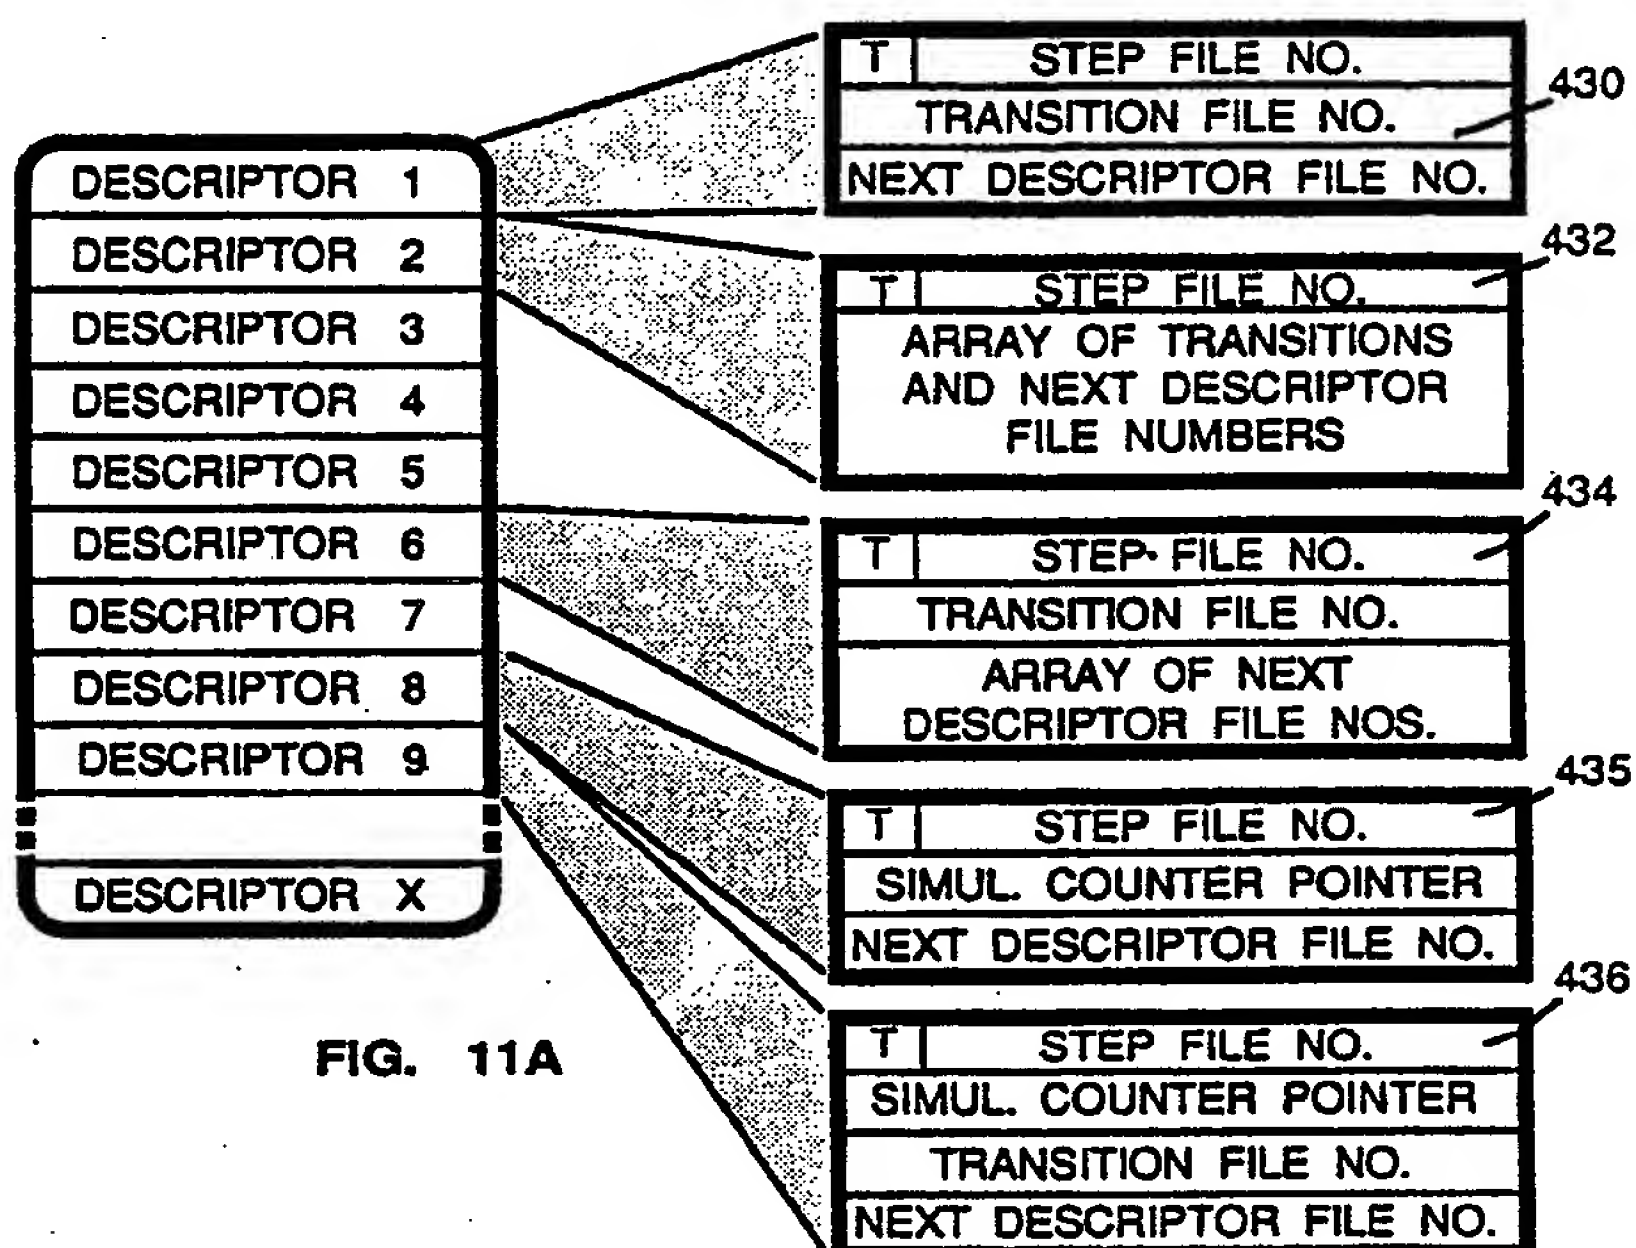 DESCRIPTOR 1
DESCRIPTOR 2
DESCRIPTOR 3
DESCRIPTOR 4
DESCRIPTOR 5
DESCRIPTOR 6
DESCRIPTOR 7
DESCRIPTOR 8
DESCRIPTOR 9
DESCRIPTOR X
T STEP FILE NO.
TRANSITION FILE NO.
NEXT DESCRIPTOR FILE NO.
430
T STEP FILE NO.
ARRAY OF TRANSITIONS
AND NEXT DESCRIPTOR
FILE NUMBERS
432
T STEP FILE NO.
TRANSITION FILE NO.
ARRAY OF NEXT
DESCRIPTOR FILE NOS.
434
T STEP FILE NO.
SIMUL. COUNTER POINTER
NEXT DESCRIPTOR FILE NO.
435
T STEP FILE NO.
SIMUL. COUNTER POINTER
TRANSITION FILE NO.
NEXT DESCRIPTOR FILE NO.
436
FIG. 11A